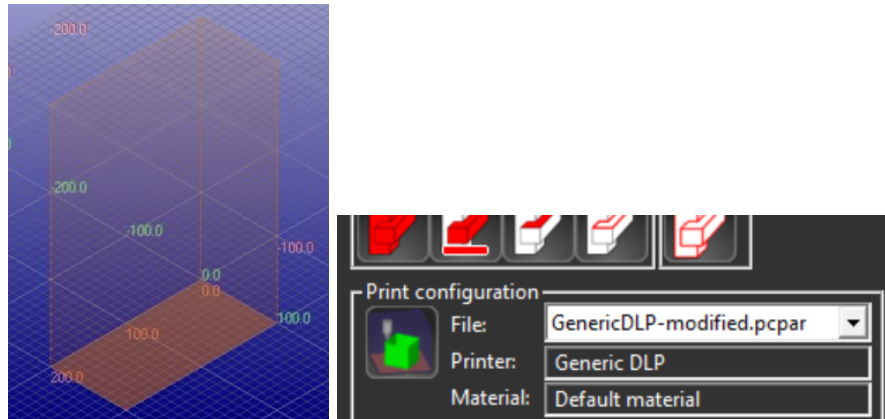 -200.0
-200.0
-100.0
-100.0
0.0
0.0
100.0
100.0
200.0
Print configuration
File: GenericDLP-modified.pcpar
Printer: Generic DLP
Material: Default material